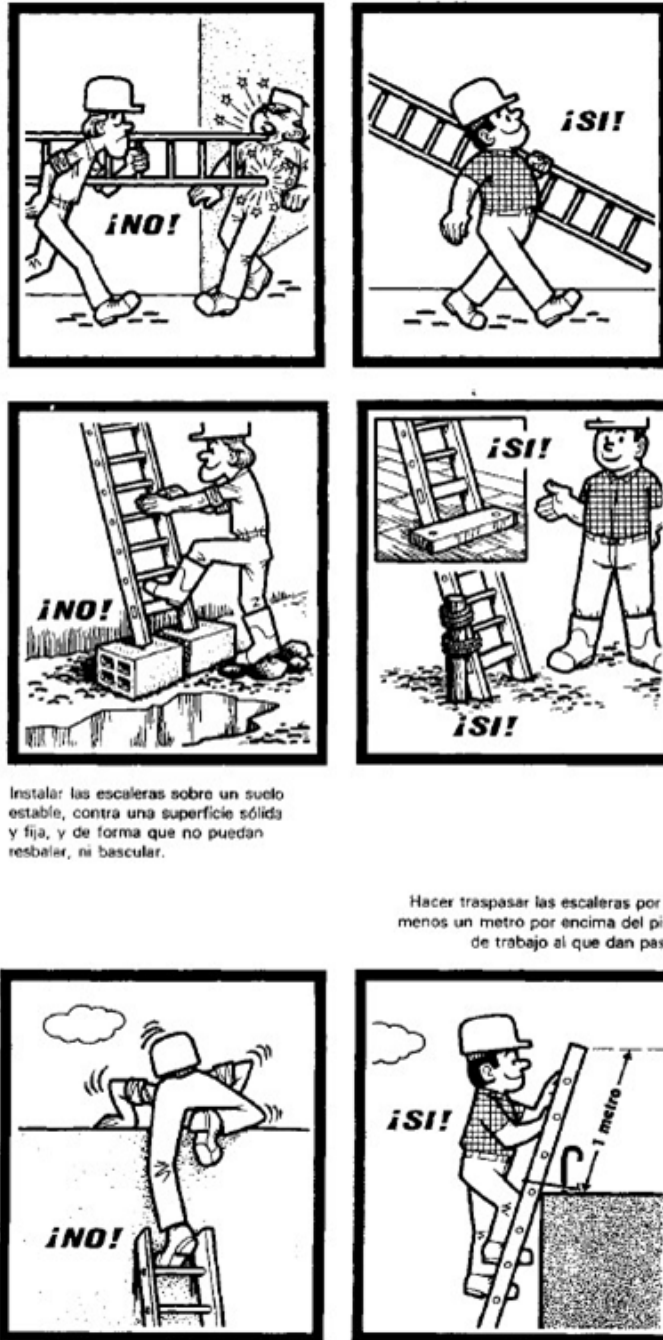 ¡NO!
¡SI!
¡NO!
¡SI!
¡SI!
Instalar las escaleras sobre un suelo
estable, contra una superficie sólida
y fija, y de forma que no puedan
resbalar, ni bascular.
Hacer traspasar las escaleras por
menos un metro por encima del pi
de trabajo al que dan pas
¡NO!
¡SI!
1 metro